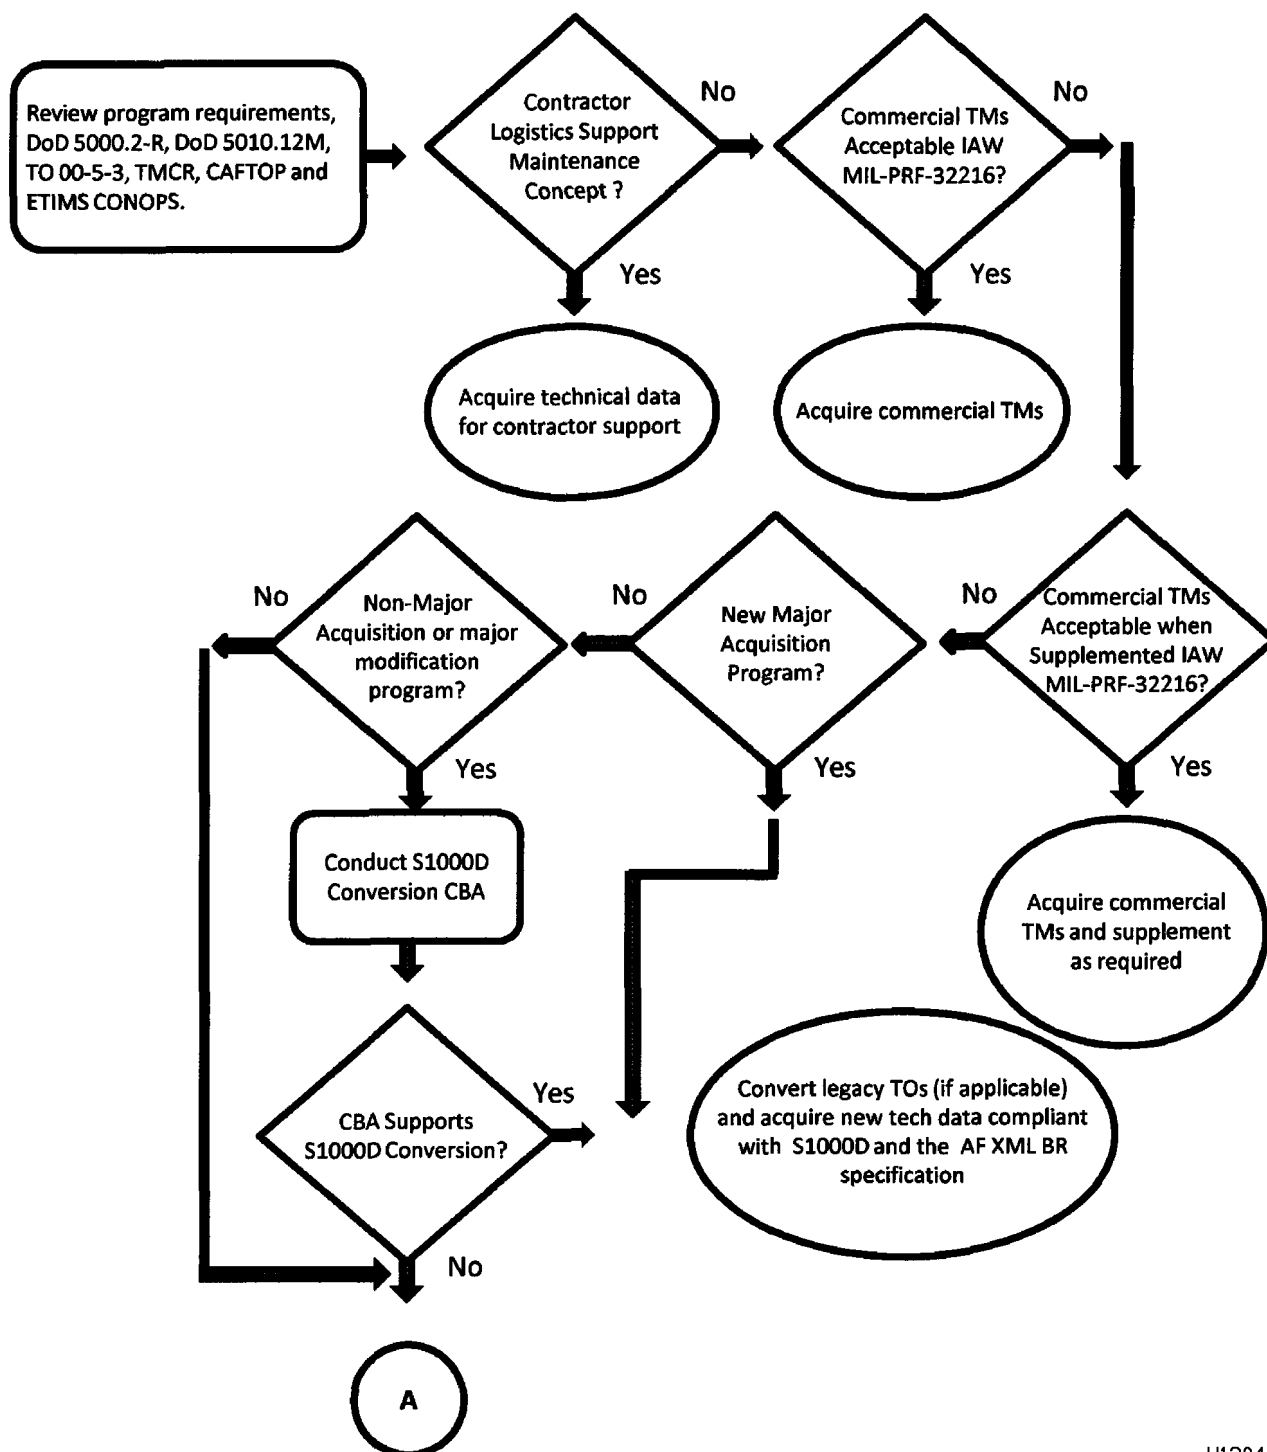 Review program requirements,
DoD 5000.2-R, DoD 5010.12M,
TO 00-5-3, TMCR, CAFTOP and
ETIMS CONOPS.
Contractor
Logistics Support
Maintenance
Concept ?
No
Commercial TMs
Acceptable IAW
MIL-PRF-32216?
No
Yes
Yes
Acquire technical data
for contractor support
Acquire commercial TMs
Commercial TMs
Acceptable when
Supplemented IAW
MIL-PRF-32216?
No
New Major
Acquisition
Program?
No
Non-Major
Acquisition or major
modification
program?
No
Yes
Yes
Yes
Conduct S1000D
Conversion CBA
Acquire commercial
TMs and supplement
as required
CBA Supports
S1000D Conversion?
Yes
Convert legacy TOs (if applicable)
and acquire new tech data compliant
with S1000D and the AF XML BR
specification
No
A